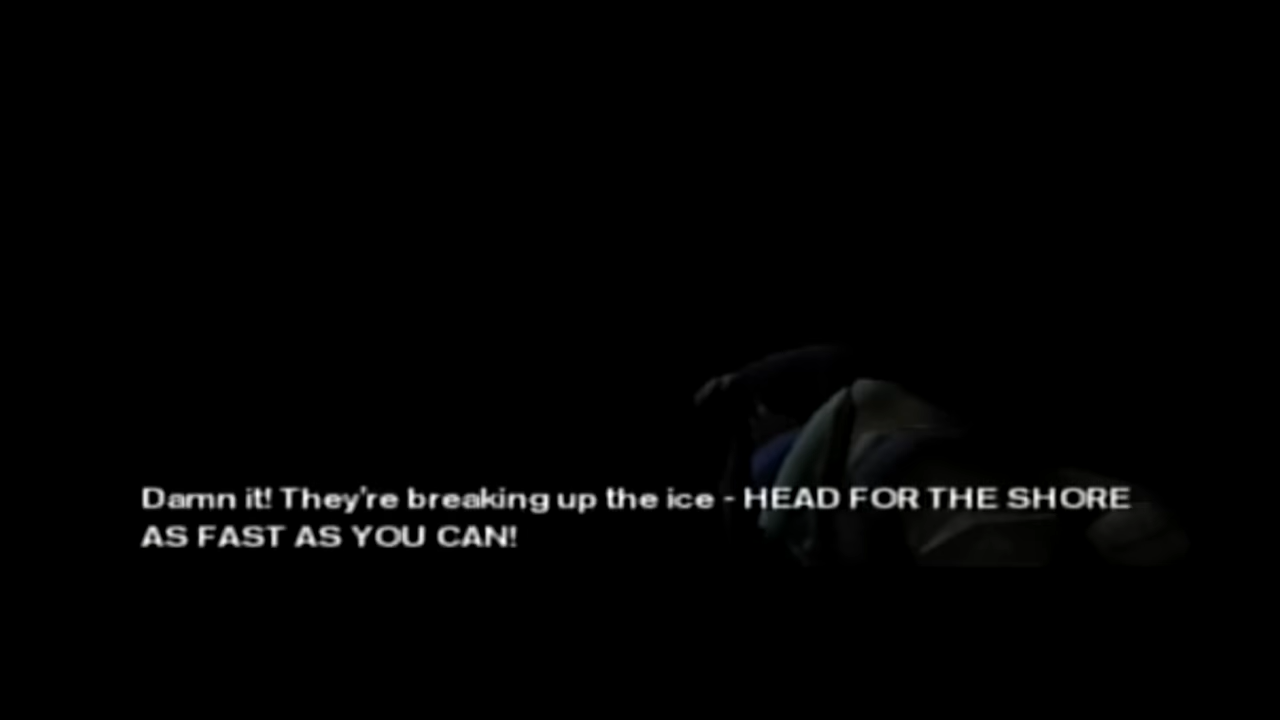 Damn it! They're breaking up the ice - HEAD FOR THE SHORE
AS FAST AS YOU CAN!